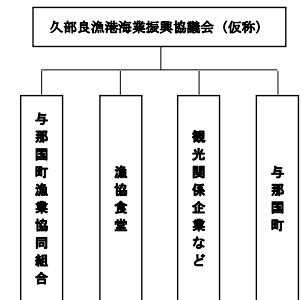 久部良漁港海業振興協議会（仮称）
与那国町漁業協同組合
漁協食堂
観光関係企業など
与那国町